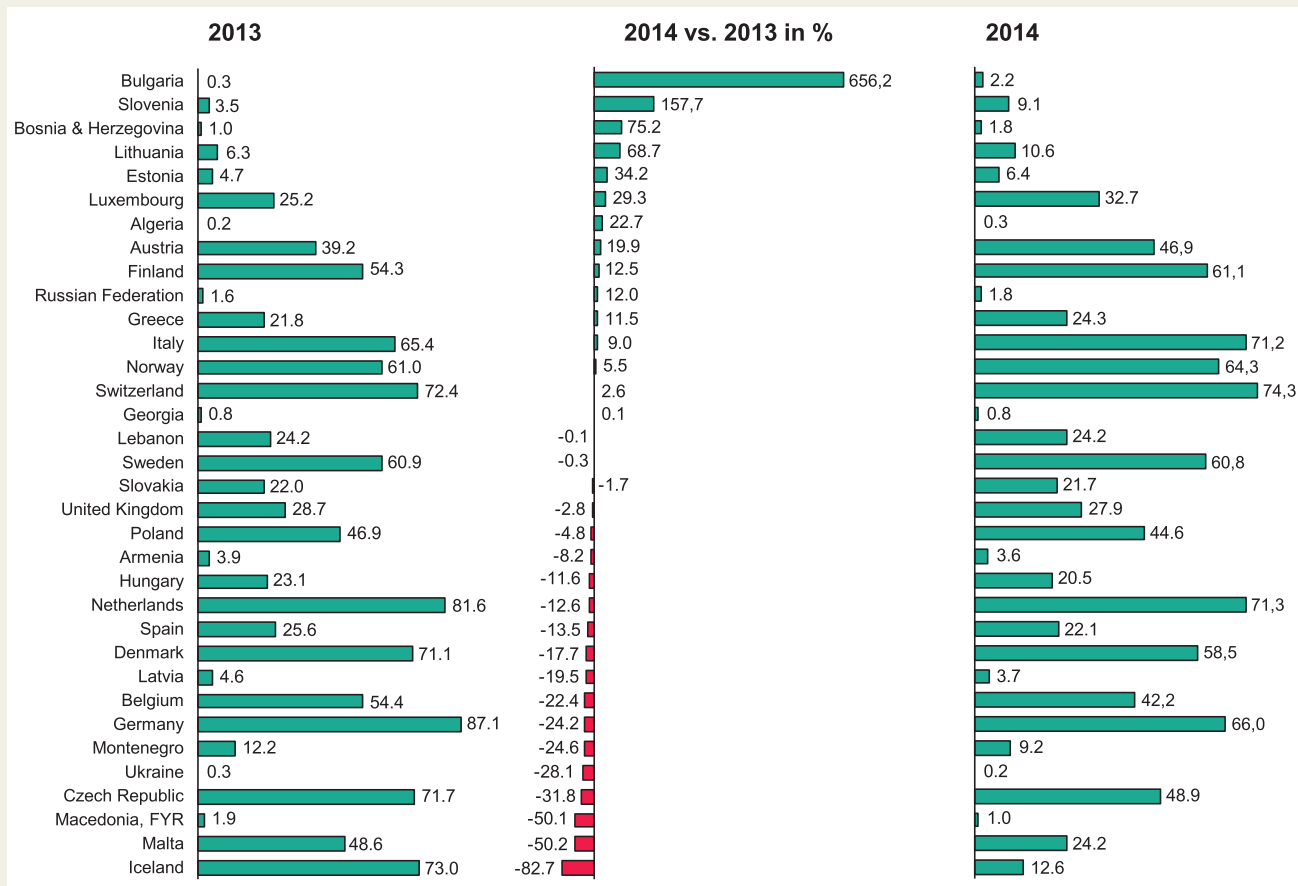 2013 2014 vs. 2013 in % 2014
Bulgaria 0.3 656,2 2.2
Slovenia 3.5 157,7 9.1
Bosnia & Herzegovina 1.0 75.2 1.8
Lithuania 6.3 68.7 10.6
Estonia 4.7 34.2 6.4
Luxembourg 25.2 29.3 32.7
Algeria 0.2 22.7 0.3
Austria 39.2 19.9 46,9
Finland 54.3 12.5 61,1
Russian Federation 1.6 12.0 1.8
Greece 21.8 11.5 24.3
Italy 65.4 9.0 71,2
Norway 61.0 5.5 64,3
Switzerland 72.4 2.6 74,3
Georgia 0.8 0.1 0.8
Lebanon 24.2 -0.1 24.2
Sweden 60.9 -0.3 60,8
Slovakia 22.0 -1.7 21.7
United Kingdom 28.7 -2.8 27.9
Poland 46.9 -4.8 44.6
Armenia 3.9 -8.2 3.6
Hungary 23.1 -11.6 20.5
Netherlands 81.6 -12.6 71,3
Spain 25.6 -13.5 22.1
Denmark 71.1 -17.7 58,5
Latvia 4.6 -19.5 3.7
Belgium 54.4 -22.4 42,2
Germany 87.1 -24.2 66,0
Montenegro 12.2 -24.6 9.2
Ukraine 0.3 -28.1 0.2
Czech Republic 71.7 -31.8 48.9
Macedonia, FYR 1.9 -50.1 1.0
Malta 48.6 -50.2 24.2
Iceland 73.0 -82.7 12.6